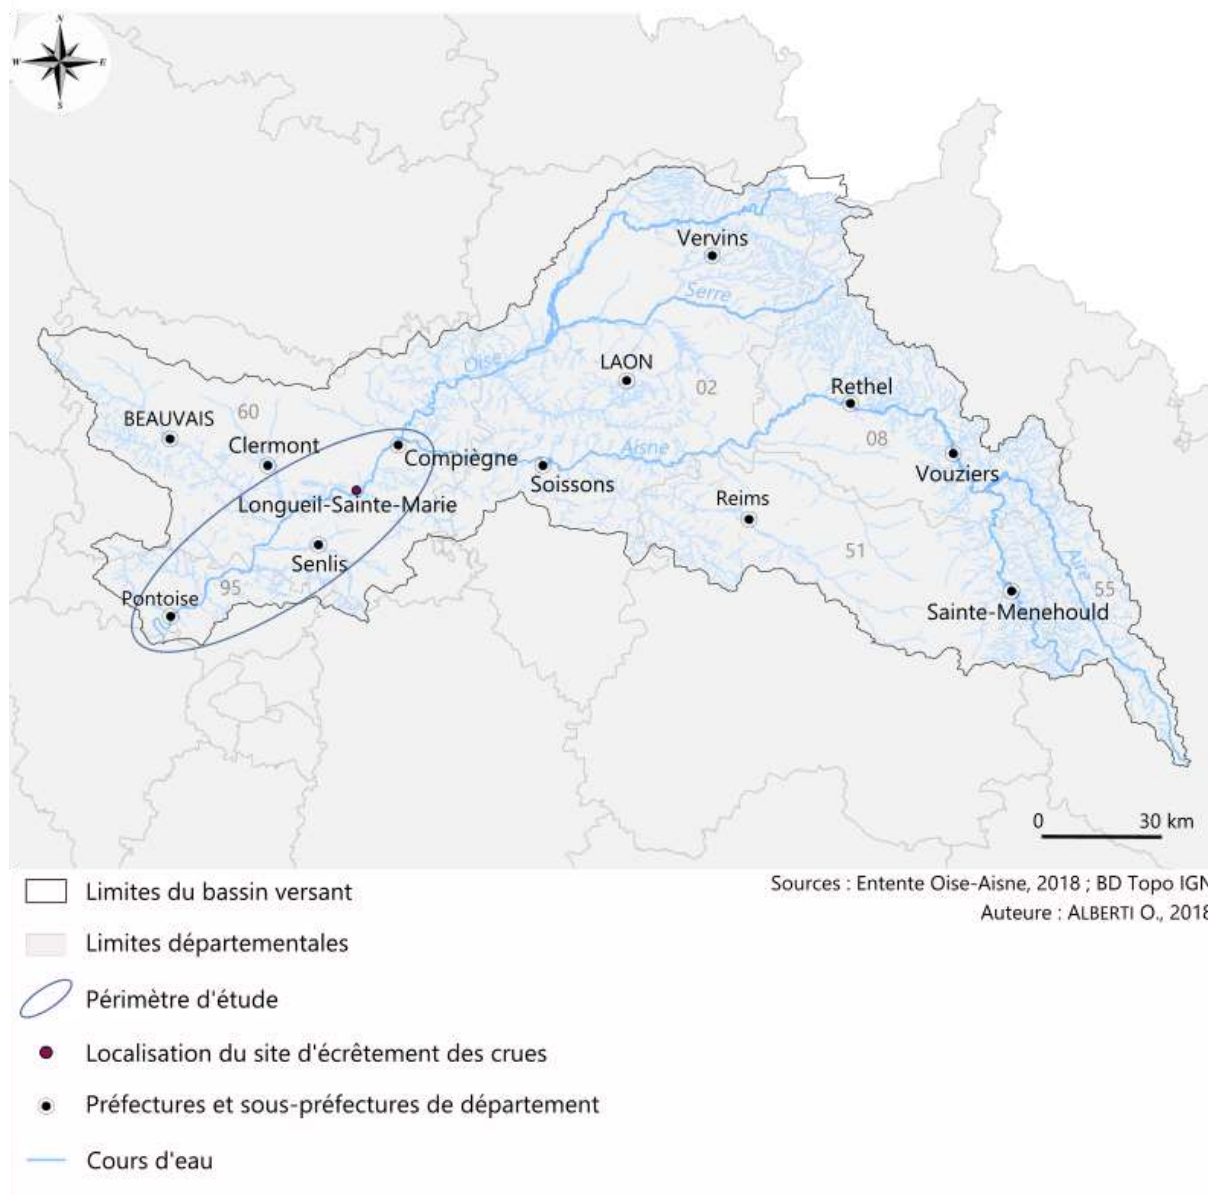 N
W E
S
Vervins
Serre
Oise
LAON
02
Rethel
BEAUVAIS
60
Clermont
08
Aisne
Compiègne
Vouziers
Soissons
Longueil-Sainte-Marie
Reims
51
Senlis
Aure
55
95
Pontoise
Sainte-Menehould
0 30 km
Sources : Entente Oise-Aisne, 2018 ; BD Topo IGN
Auteure : ALBERTI O., 2018
Limites du bassin versant
Limites départementales
Périmètre d'étude
Localisation du site d'écrêtement des crues
Préfectures et sous-préfectures de département
Cours d'eau